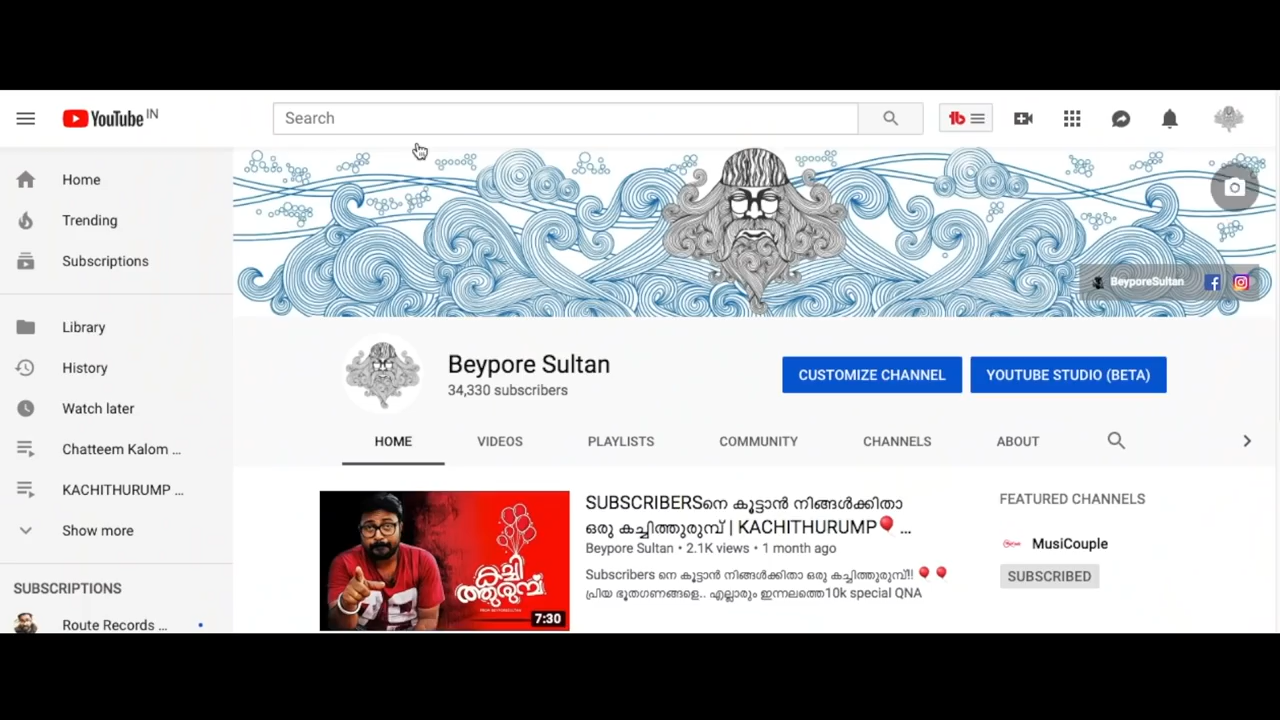 YouTube IN
Search
Home
Trending
Subscriptions
Library
History
Watch later
Chatteem Kalom ...
KACHITHURUMP ...
Show more
SUBSCRIPTIONS
Route Records ...
BeyporeSultan
Beypore Sultan
34,330 subscribers
CUSTOMIZE CHANNEL
YOUTUBE STUDIO (BETA)
HOME
VIDEOS
PLAYLISTS
COMMUNITY
CHANNELS
ABOUT
കച്ചി
ത്തുരുമ്പ്
7:30
SUBSCRIBERSനെ കൂട്ടാൻ നിങ്ങൾക്കിതാ
ഒരു കച്ചിത്തുരുമ്പ് | KACHITHURUMP🎈 ...
Beypore Sultan • 2.1K views • 1 month ago
Subscribers നെ കൂട്ടാൻ നിങ്ങൾക്കിതാ ഒരു കച്ചിത്തുരുമ്പ്!! 🎈 🎈
പ്രിയ ഭൂതഗണങ്ങളെ.. എല്ലാരും ഇന്നലത്തെ10k special QNA
FEATURED CHANNELS
MusiCouple
SUBSCRIBED